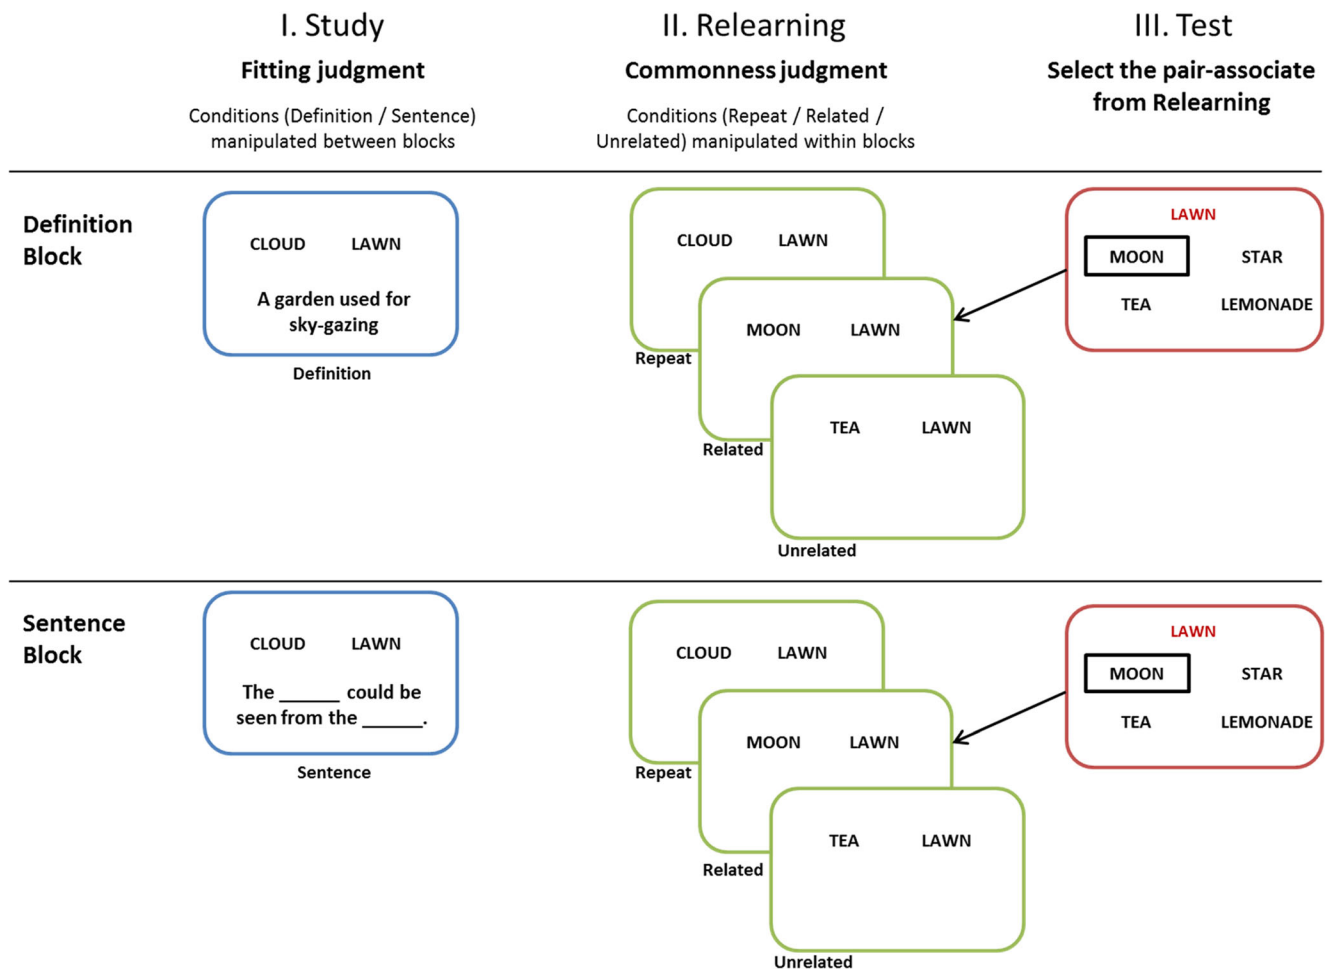 I. Study
Fitting judgment
Conditions (Definition / Sentence)
manipulated between blocks
II. Relearning
Commonness judgment
Conditions (Repeat / Related /
Unrelated) manipulated within blocks
III. Test
Select the pair-associate
from Relearning
Definition
Block
CLOUD LAWN
A garden used for
sky-gazing
Definition
CLOUD LAWN
Repeat
MOON LAWN
Related
TEA LAWN
Unrelated
LAWN
MOON STAR
TEA LEMONADE
Sentence
Block
CLOUD LAWN
The ______ could be
seen from the ______.
Sentence
CLOUD LAWN
Repeat
MOON LAWN
Related
TEA LAWN
Unrelated
LAWN
MOON STAR
TEA LEMONADE